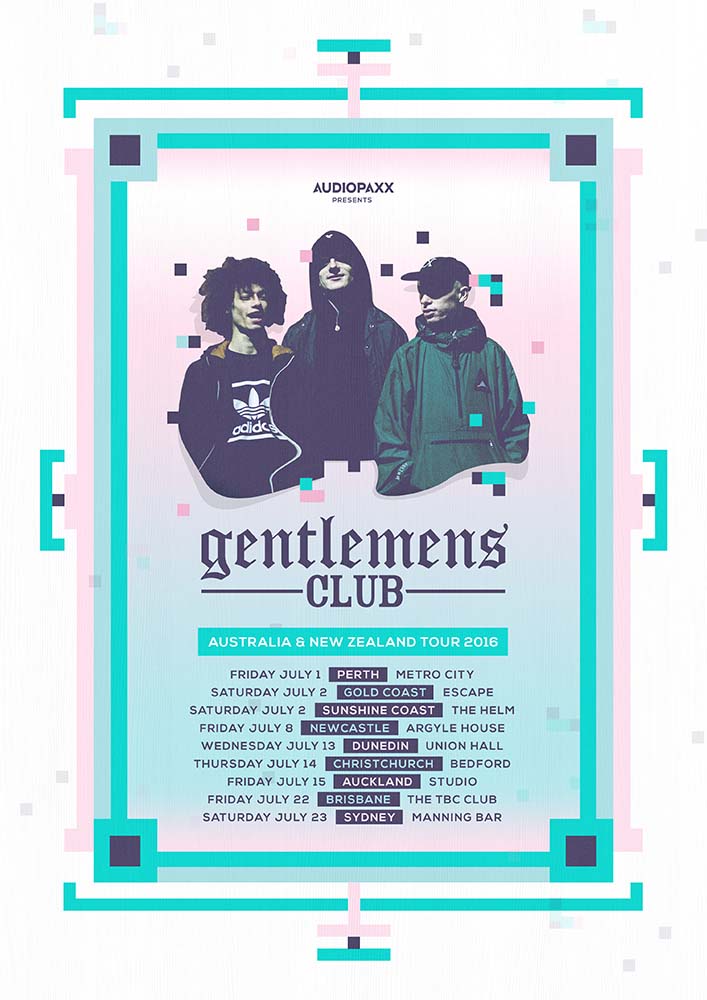 AUDIOPAXX
PRESENTS
adidas
gentlemens
CLUB
AUSTRALIA & NEW ZEALAND TOUR 2016
FRIDAY JULY 1 PERTH METRO CITY
SATURDAY JULY 2 GOLD COAST ESCAPE
SATURDAY JULY 2 SUNSHINE COAST THE HELM
FRIDAY JULY 8 NEWCASTLE ARGYLE HOUSE
WEDNESDAY JULY 13 DUNEDIN UNION HALL
THURSDAY JULY 14 CHRISTCHURCH BEDFORD
FRIDAY JULY 15 AUCKLAND STUDIO
FRIDAY JULY 22 BRISBANE THE TBC CLUB
SATURDAY JULY 23 SYDNEY MANNING BAR